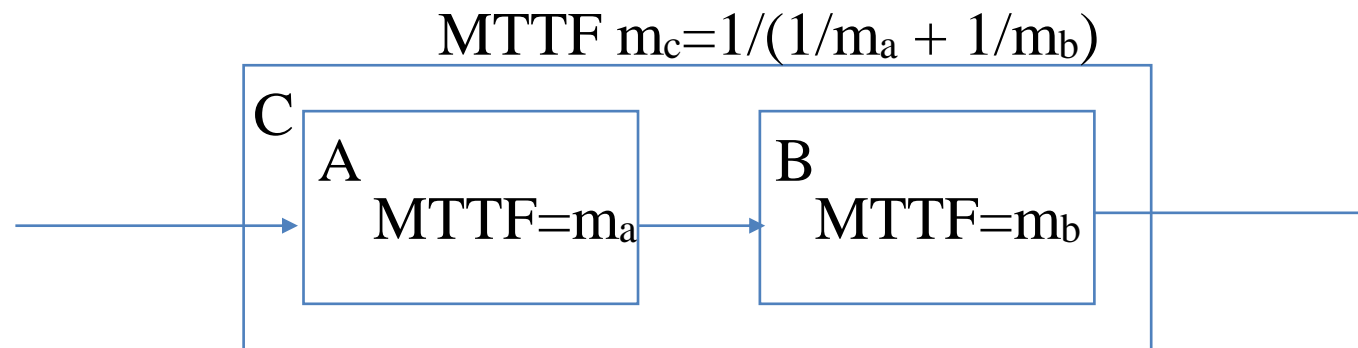 MTTF mc=1/(1/ma + 1/mb)
C
A
MTTF=ma
B
MTTF=mb